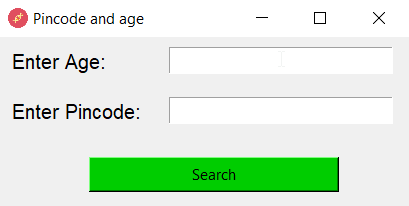 Pincode and age
Enter Age:
Enter Pincode:
Search